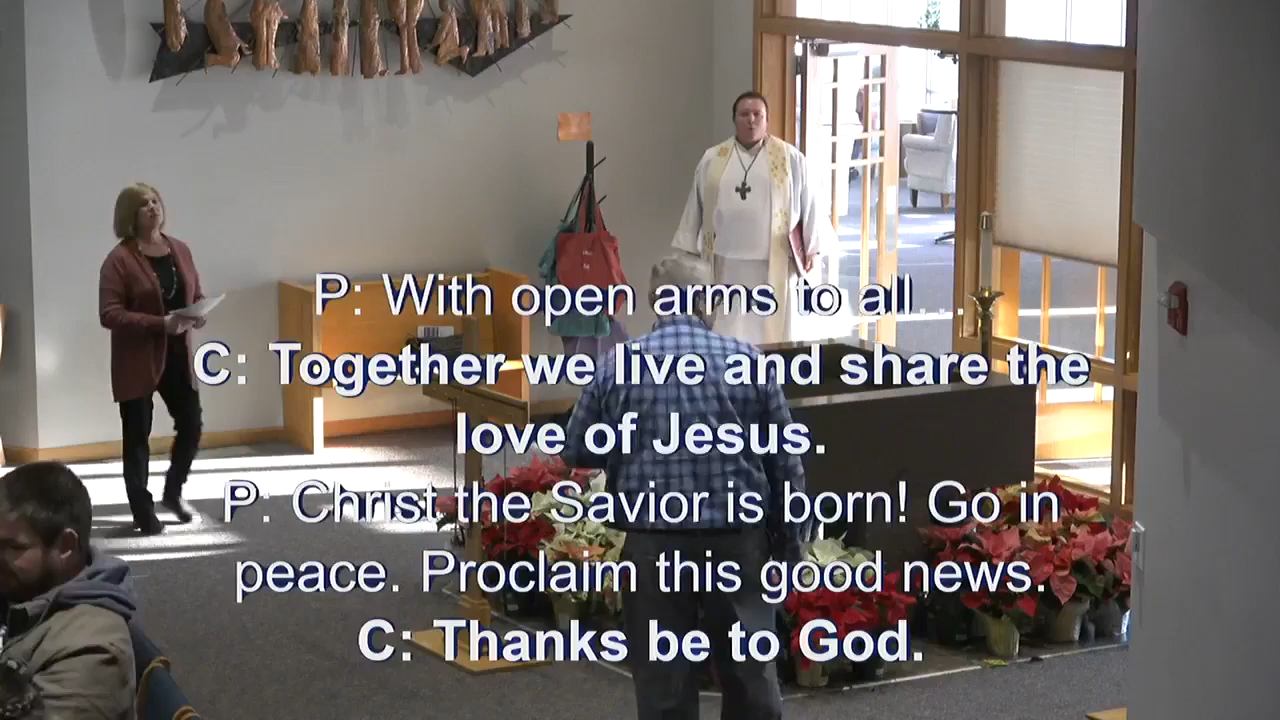 P: With open arms to all…
C: Together we live and share the
love of Jesus.
P: Christ the Savior is born! Go in
peace. Proclaim this good news.
C: Thanks be to God.